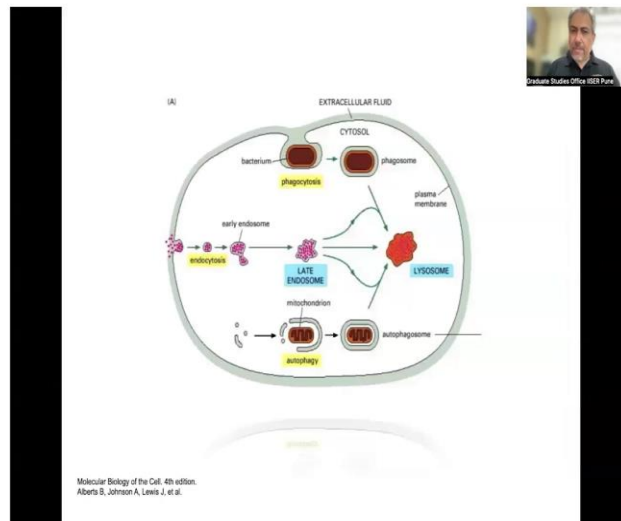 Graduate Studies Office IISER Pune
(A)
EXTRACELLULAR FLUID
CYTOSOL
bacterium
phagosome
phagocytosis
plasma
membrane
early endosome
endocytosis
LATE
ENDOSOME
LYSOSOME
mitochondrion
autophagosome
autophagy
Molecular Biology of the Cell. 4th edition.
Alberts B, Johnson A, Lewis J, et al.